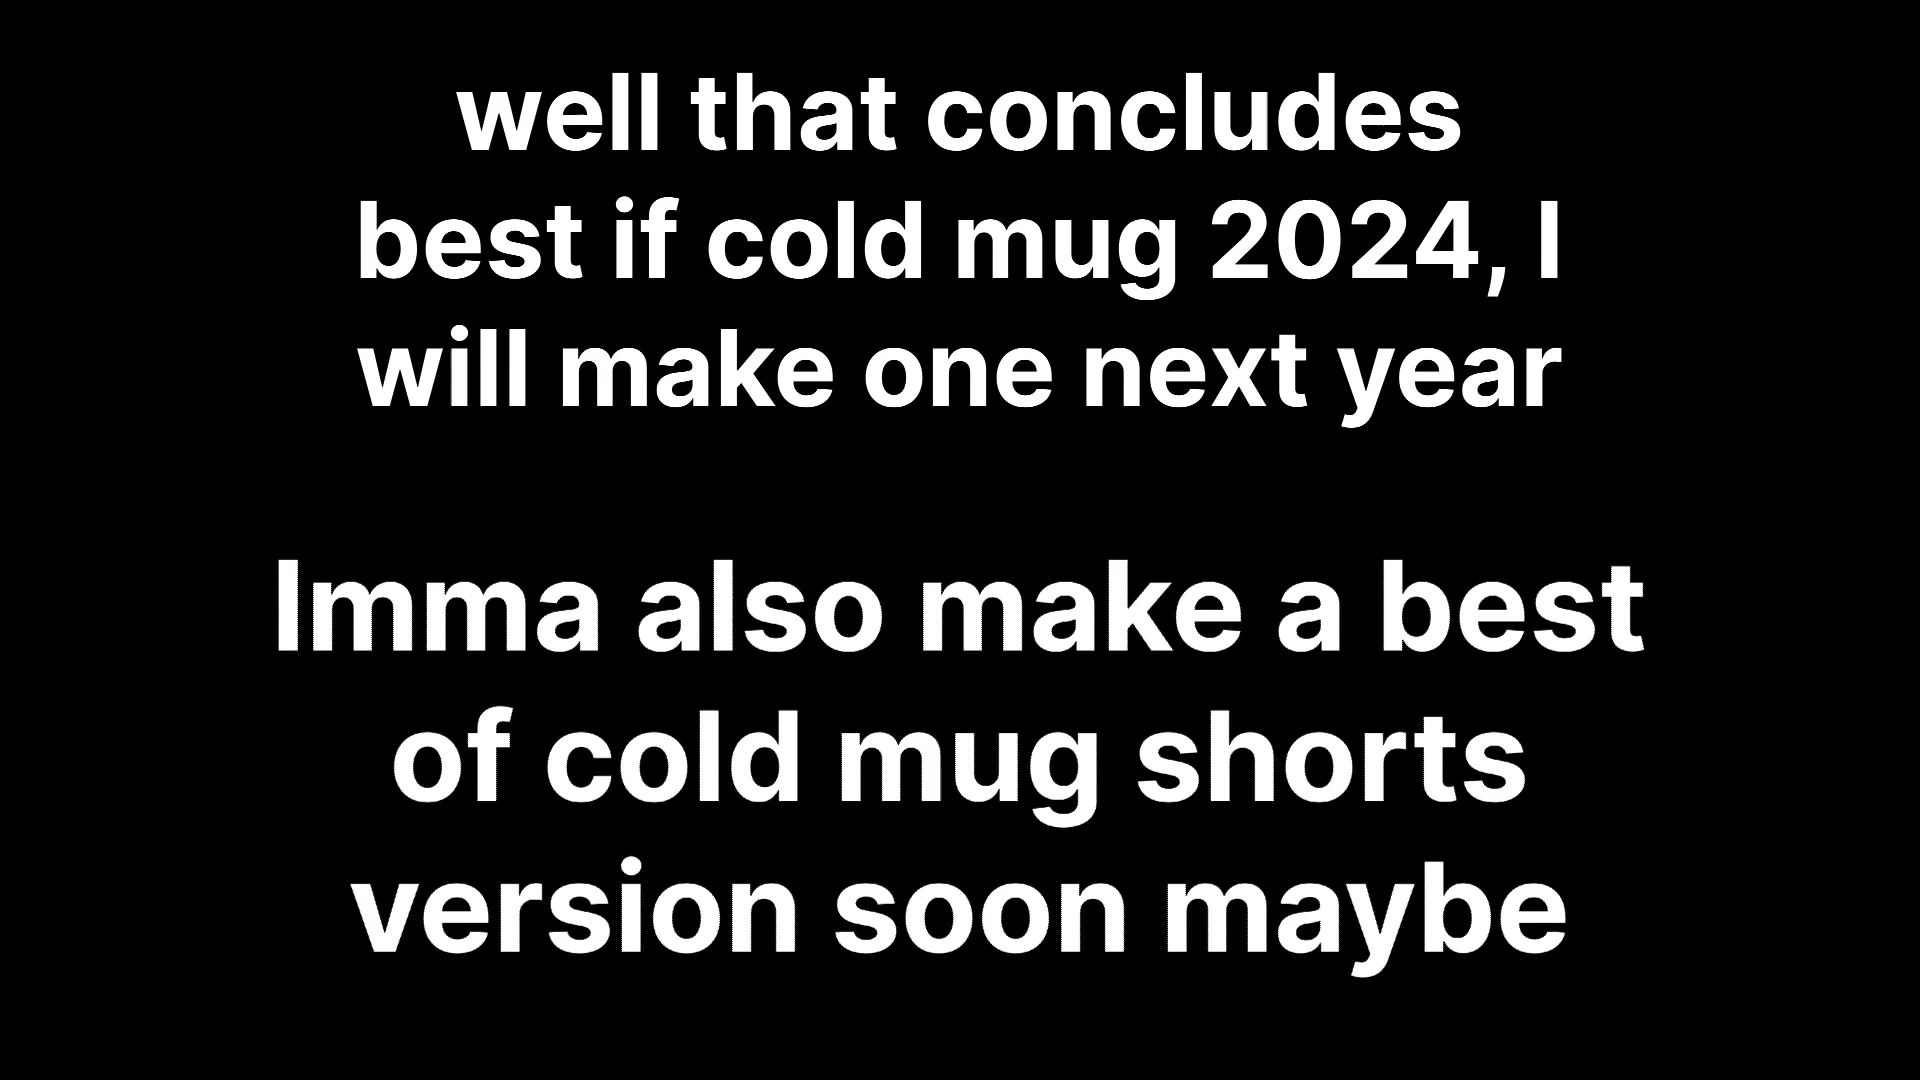 well that concludes
best if cold mug 2024, I
will make one next year
Imma also make a best
of cold mug shorts
version soon maybe